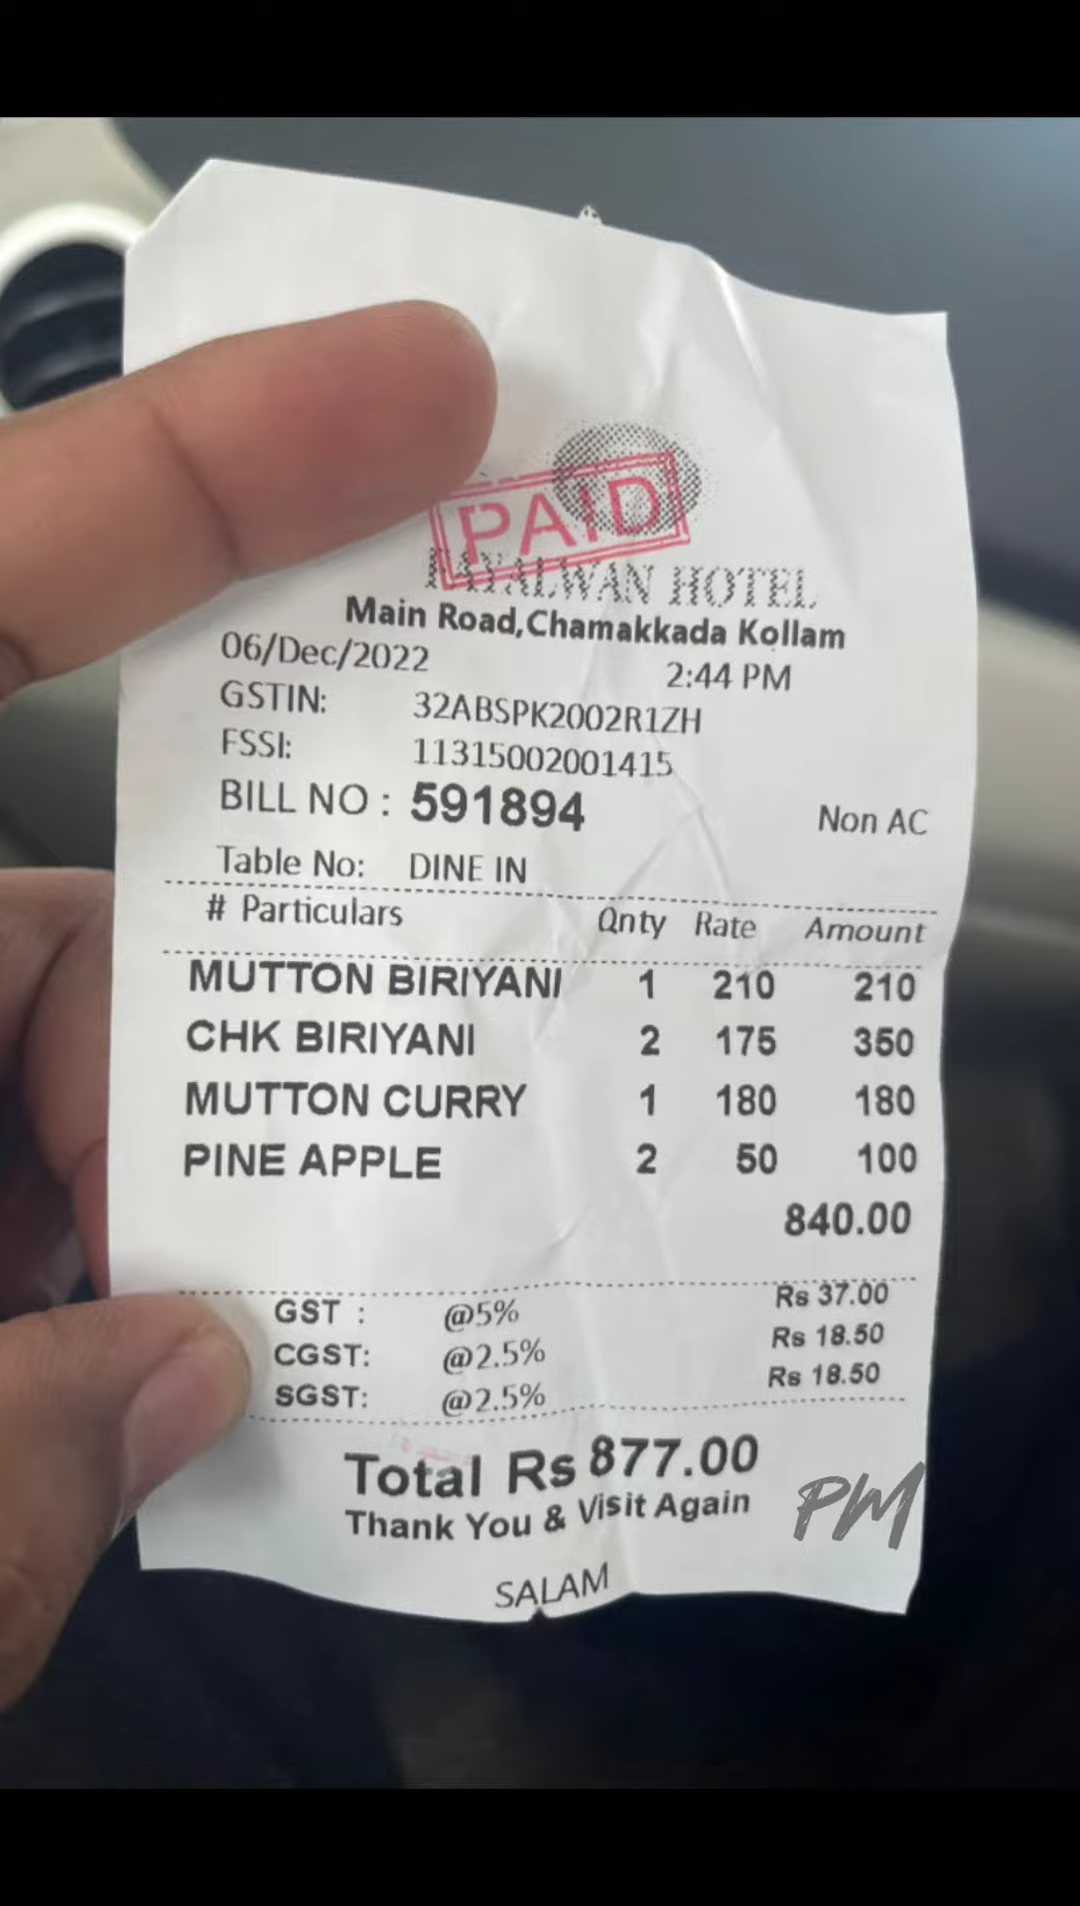 PAID
HOTEL
Main Road,Chamakkada Kollam
06/Dec/2022 2:44 PM
GSTIN: 32ABSPK2002R1ZH
FSSI: 11315002001415
BILL NO : 591894 Non AC
Table No: DINE IN
# Particulars Qnty Rate Amount
MUTTON BIRIYANI 1 210 210
CHK BIRIYANI 2 175 350
MUTTON CURRY 1 180 180
PINE APPLE 2 50 100
840.00
GST : @5% Rs 37.00
CGST: @2.5% Rs 18.50
SGST: @2.5% Rs 18.50
Total Rs 877.00
Thank You & Visit Again
PM
SALAM